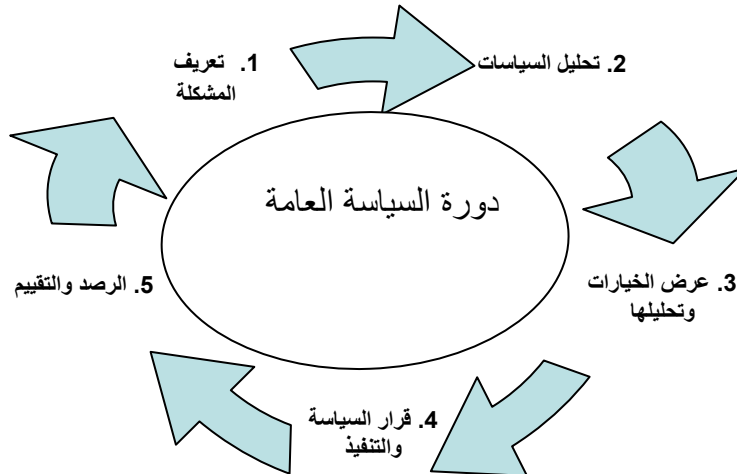 1. تعريف
المشكلة
2. تحليل السياسات
دورة السياسة العامة
3. عرض الخيارات
وتحليلها
4. قرار السياسة
والتنفيذ
5. الرصد والتقييم